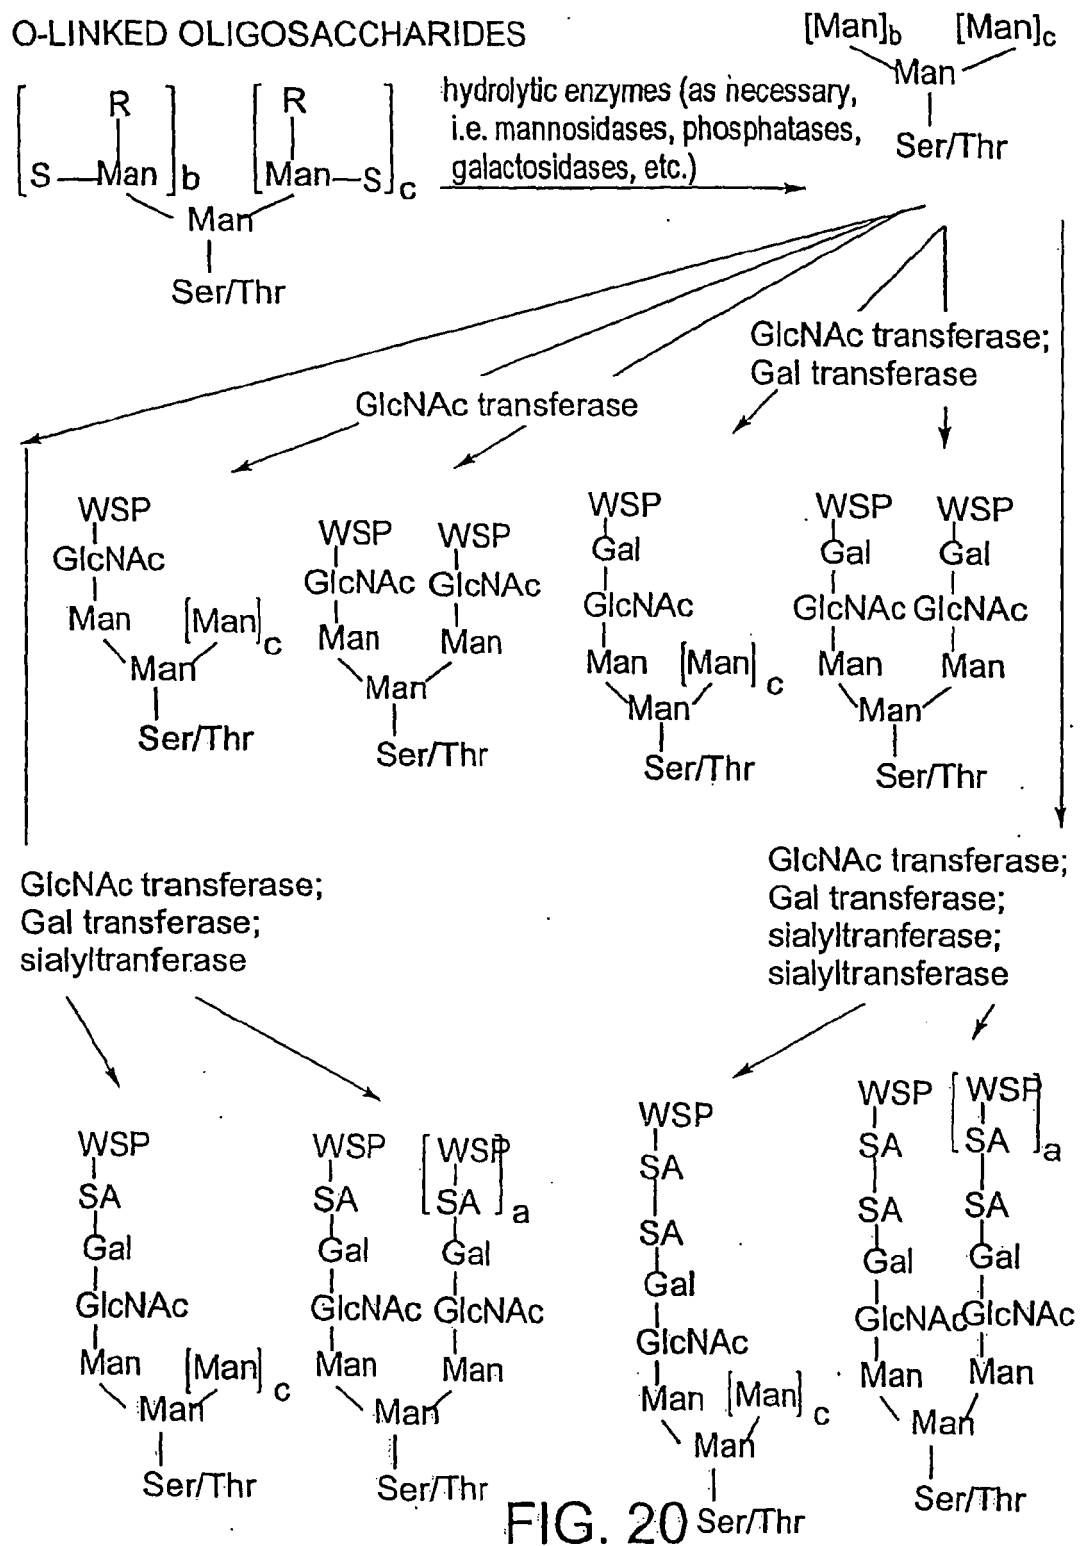 O-LINKED OLIGOSACCHARIDES
[Man]b [Man]c
Man
Ser/Thr
R R
[S—Man]b [Man—S]c
Man
Ser/Thr
hydrolytic enzymes (as necessary,
i.e. mannosidases, phosphatases,
galactosidases, etc.)
GlcNAc transferase;
Gal transferase
GlcNAc transferase
WSP
GlcNAc
Man [Man]c
Man
Ser/Thr
WSP WSP
GlcNAc GlcNAc
Man Man
Man
Ser/Thr
WSP
Gal
GlcNAc
Man [Man]c
Man
Ser/Thr
WSP WSP
Gal Gal
GlcNAc GlcNAc
Man Man
Man
Ser/Thr
GlcNAc transferase;
Gal transferase;
sialyltranferase
GlcNAc transferase;
Gal transferase;
sialyltranferase;
sialyltransferase
WSP
SA
Gal
GlcNAc
Man [Man]c
Man
Ser/Thr
WSP [WSP
SA SA]a
Gal Gal
GlcNAc GlcNAc
Man Man
Man
Ser/Thr
WSP
SA
SA
Gal
GlcNAc
Man [Man]c
Man
Ser/Thr
WSP [WSP
SA SA]a
SA SA
Gal Gal
GlcNAc GlcNAc
Man Man
Man
Ser/Thr
FIG. 20